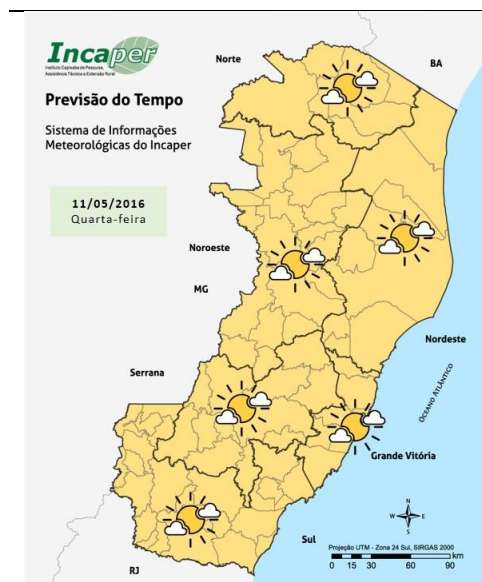 Incaper
Instituto Capixaba de Pesquisa,
Assistência Técnica e Extensão Rural
Previsão do Tempo
Sistema de Informações
Meteorológicas do Incaper
11/05/2016
Quarta-feira
Norte
BA
Noroeste
MG
Nordeste
Serrana
OCEANO ATLÂNTICO
Grande Vitória
Sul
RJ
N
W
E
S
Projeção UTM - Zona 24 Sul, SIRGAS 2000
km
0 15 30 60 90